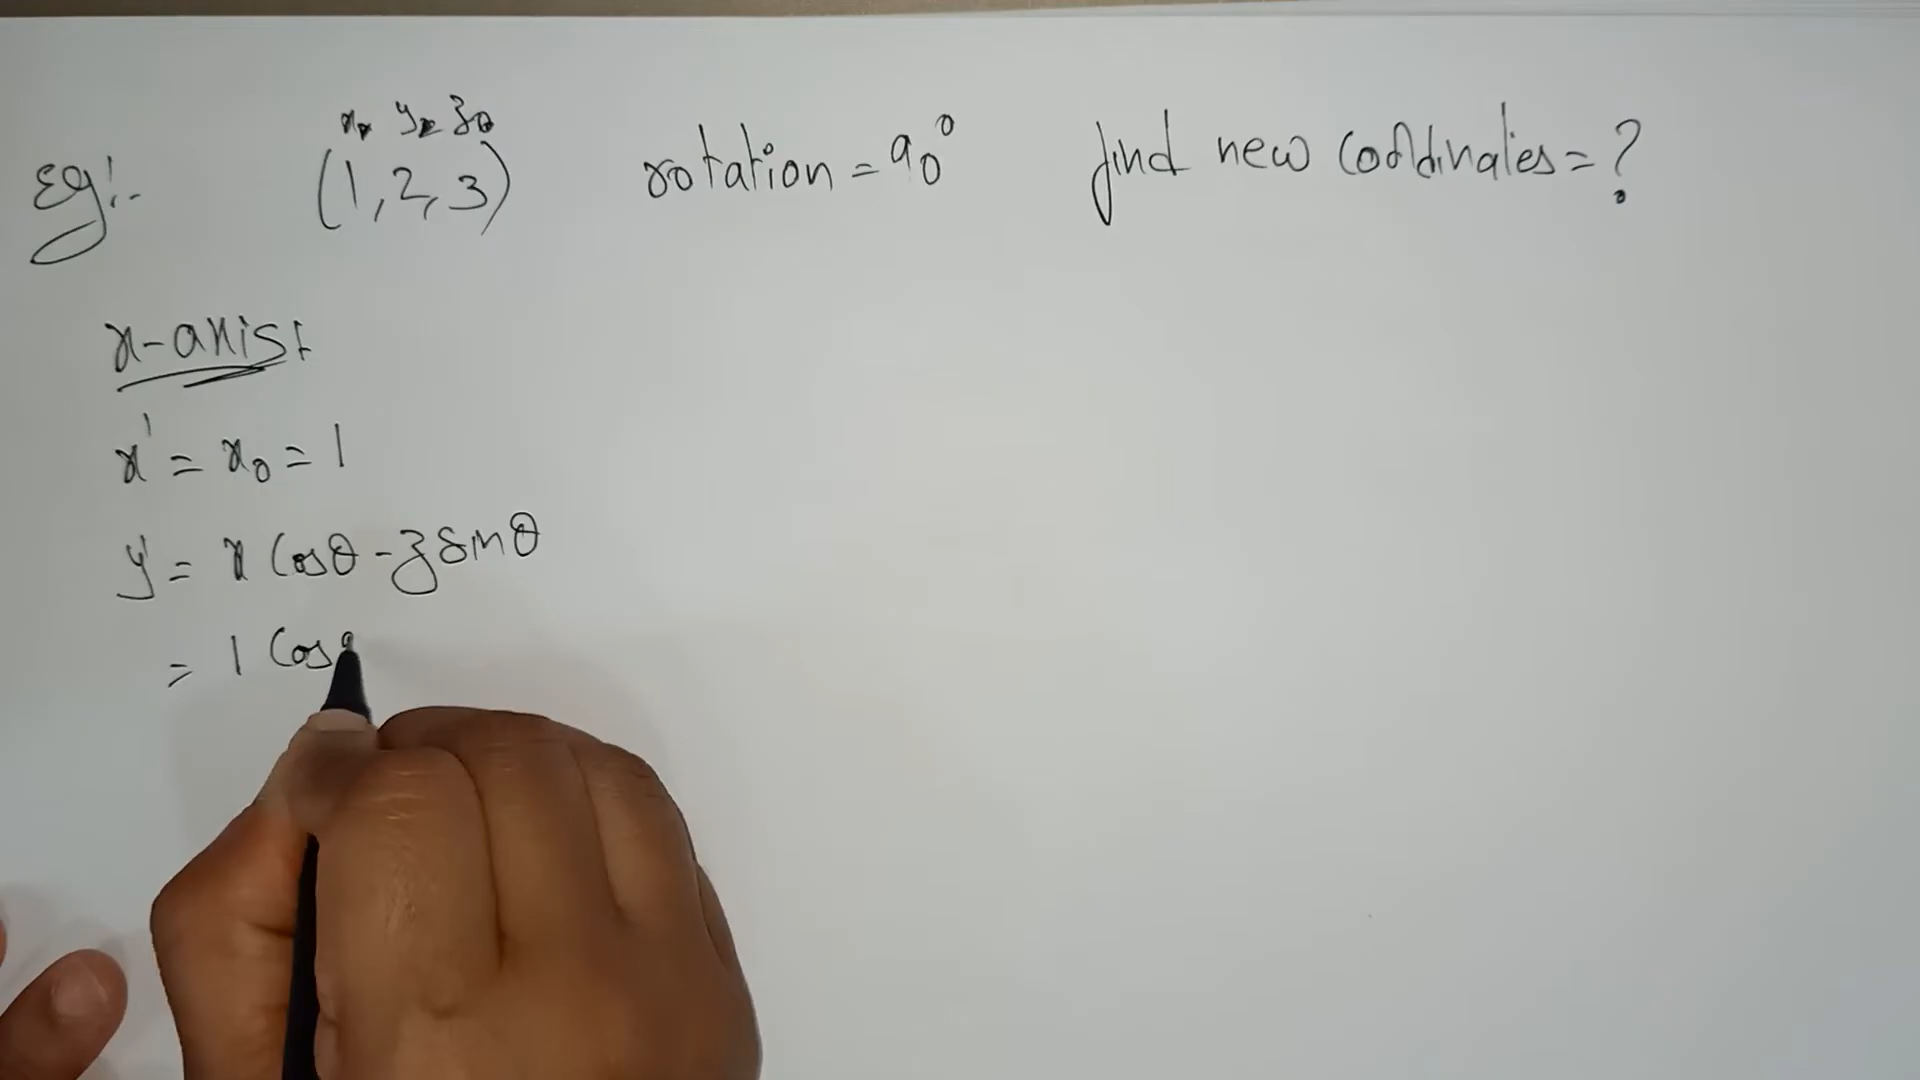 Eg:-
x₀ y₀ z₀
(1, 2, 3) rotation = 90° find new coordinates = ?
x-axis:
x' = x₀ = 1
y' = x Cosθ - z sinθ
= 1 Cos 9